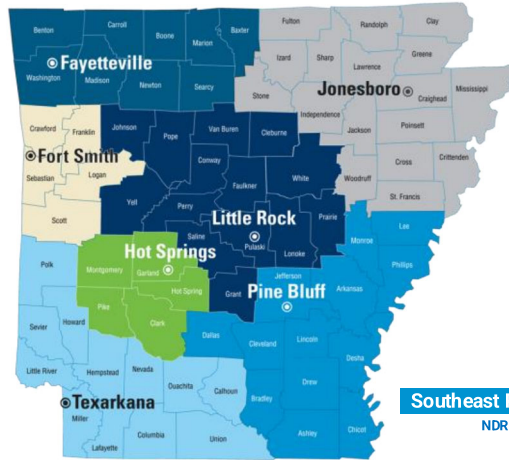 Benton
Carroll
Boone
Marion
Baxter
Fulton
Randolph
Clay
Fayetteville
Izard
Sharp
Lawrence
Greene
Washington
Madison
Newton
Searcy
Stone
Jonesboro
Craighead
Mississippi
Independence
Crawford
Franklin
Johnson
Pope
Van Buren
Cleburne
Jackson
Poinsett
Fort Smith
Logan
Conway
Faulkner
White
Cross
Crittenden
Sebastian
Woodruff
St. Francis
Scott
Yell
Perry
Little Rock
Prairie
Saline
Pulaski
Lonoke
Monroe
Lee
Polk
Hot Springs
Montgomery
Garland
Phillips
Jefferson
Hot Spring
Grant
Pine Bluff
Arkansas
Pike
Clark
Sevier
Howard
Dallas
Cleveland
Lincoln
Desha
Little River
Hempstead
Nevada
Ouachita
Calhoun
Bradley
Drew
Southeast
NDR
Texarkana
Miller
Lafayette
Columbia
Union
Ashley
Chicot